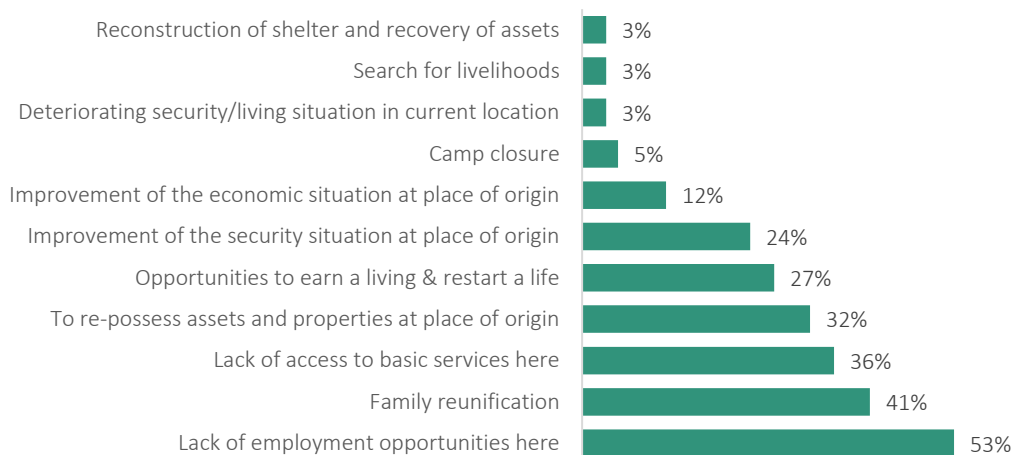 Reconstruction of shelter and recovery of assets 3%
Search for livelihoods 3%
Deteriorating security/living situation in current location 3%
Camp closure 5%
Improvement of the economic situation at place of origin 12%
Improvement of the security situation at place of origin 24%
Opportunities to earn a living & restart a life 27%
To re-possess assets and properties at place of origin 32%
Lack of access to basic services here 36%
Family reunification 41%
Lack of employment opportunities here 53%